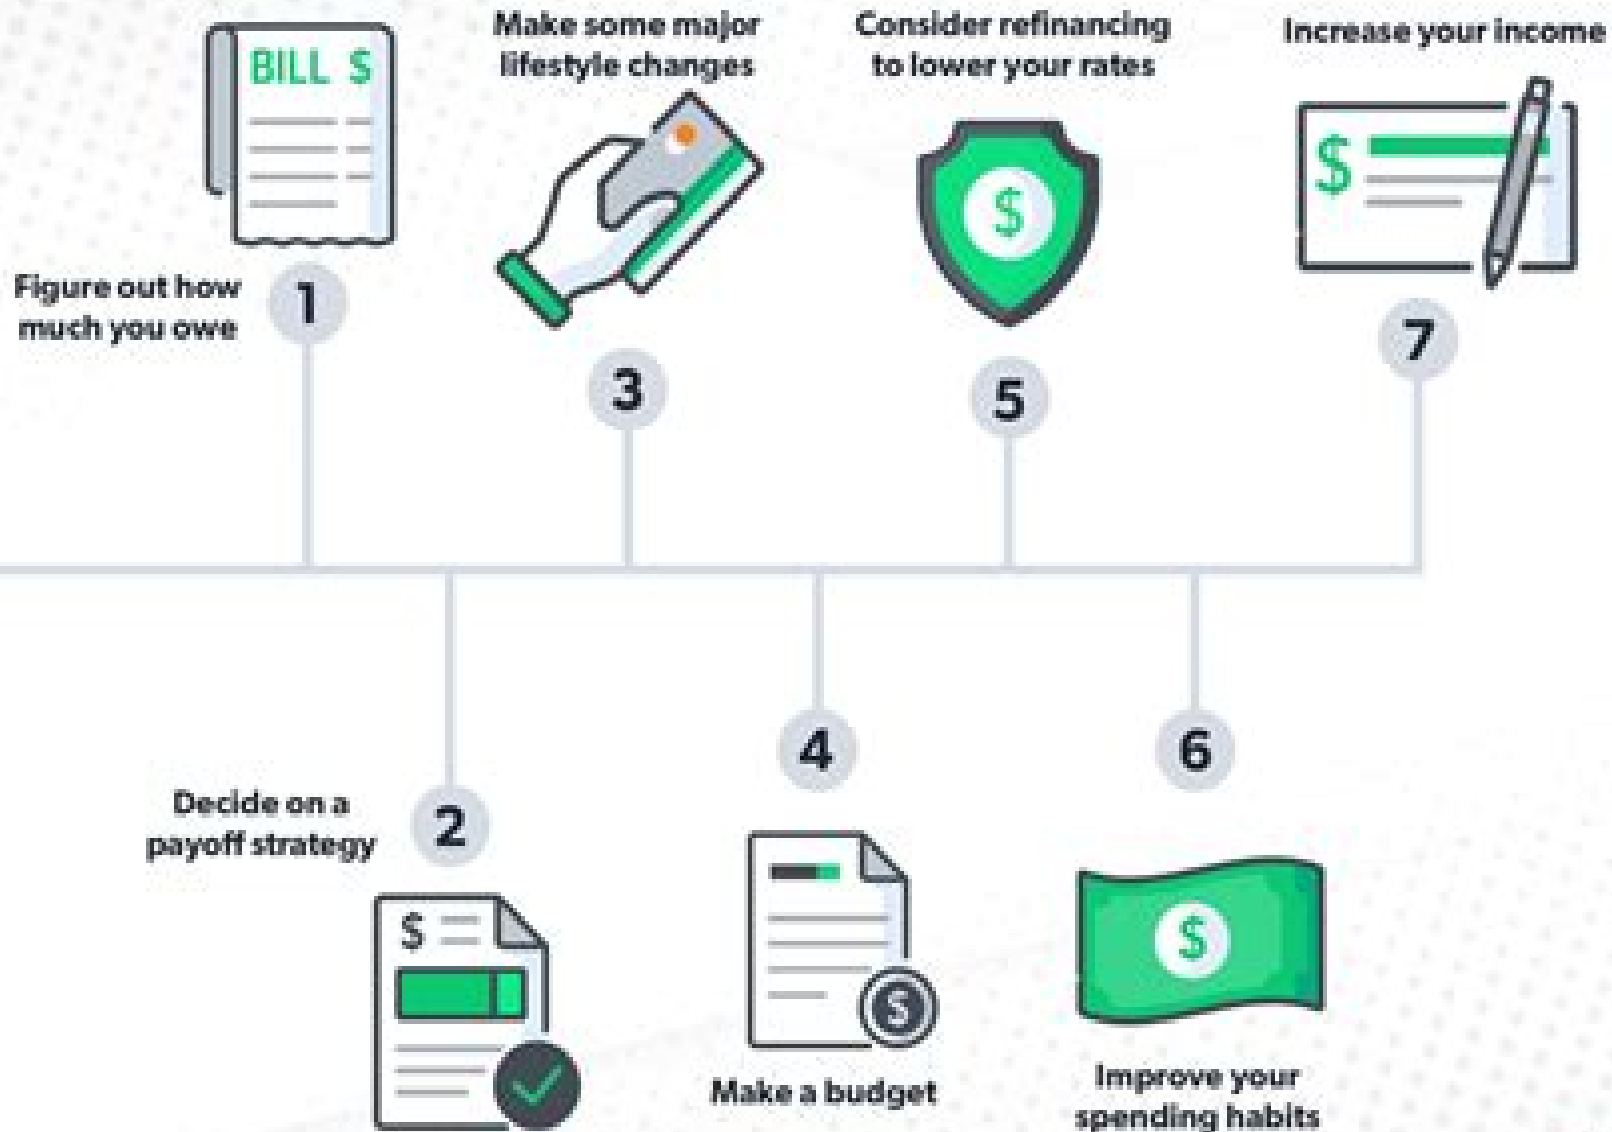 BILL $
Figure out how
much you owe
1
Decide on a
payoff strategy
2
$
Make some major
lifestyle changes
3
4
$
Make a budget
Consider refinancing
to lower your rates
$
5
6
$
Improve your
spending habits
Increase your income
$
7